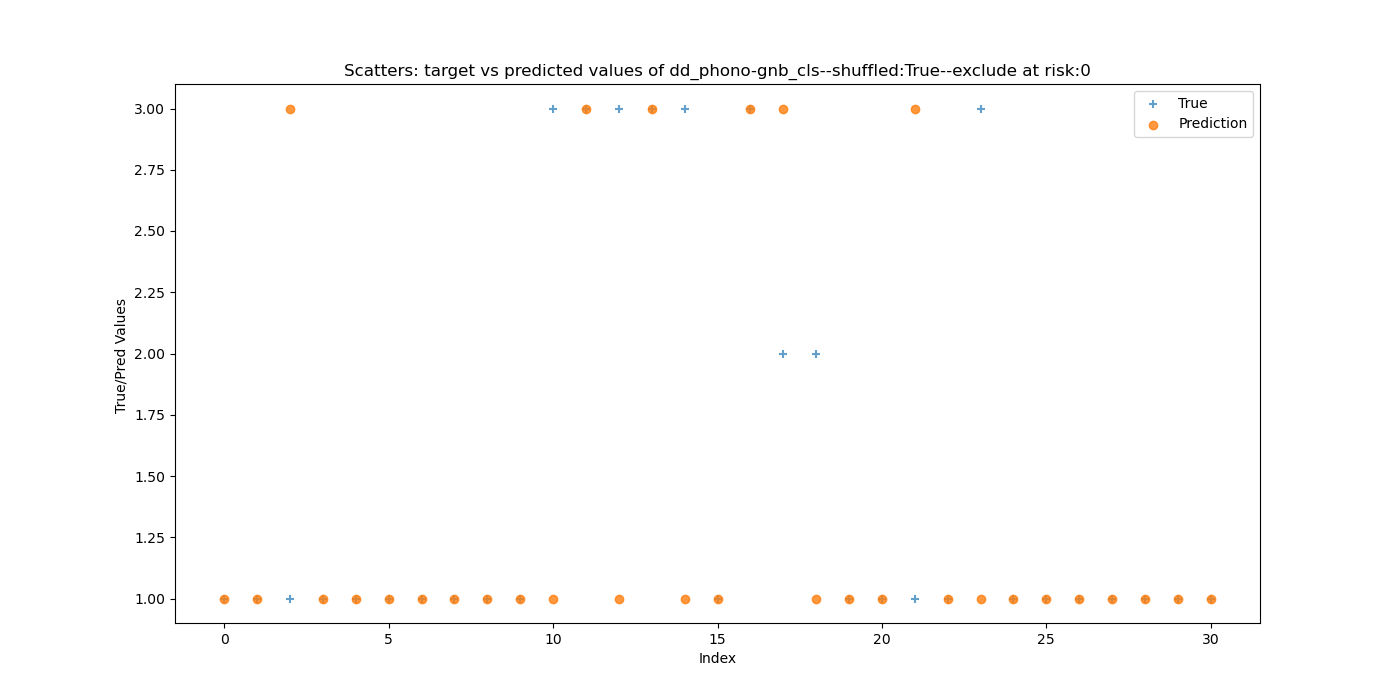 Scatters: target vs predicted values of dd_phono-gnb_cls--shuffled:True--exclude at risk:0
True
Prediction
True/Pred Values
3.00
2.75
2.50
2.25
2.00
1.75
1.50
1.25
1.00
0 5 10 15 20 25 30
Index